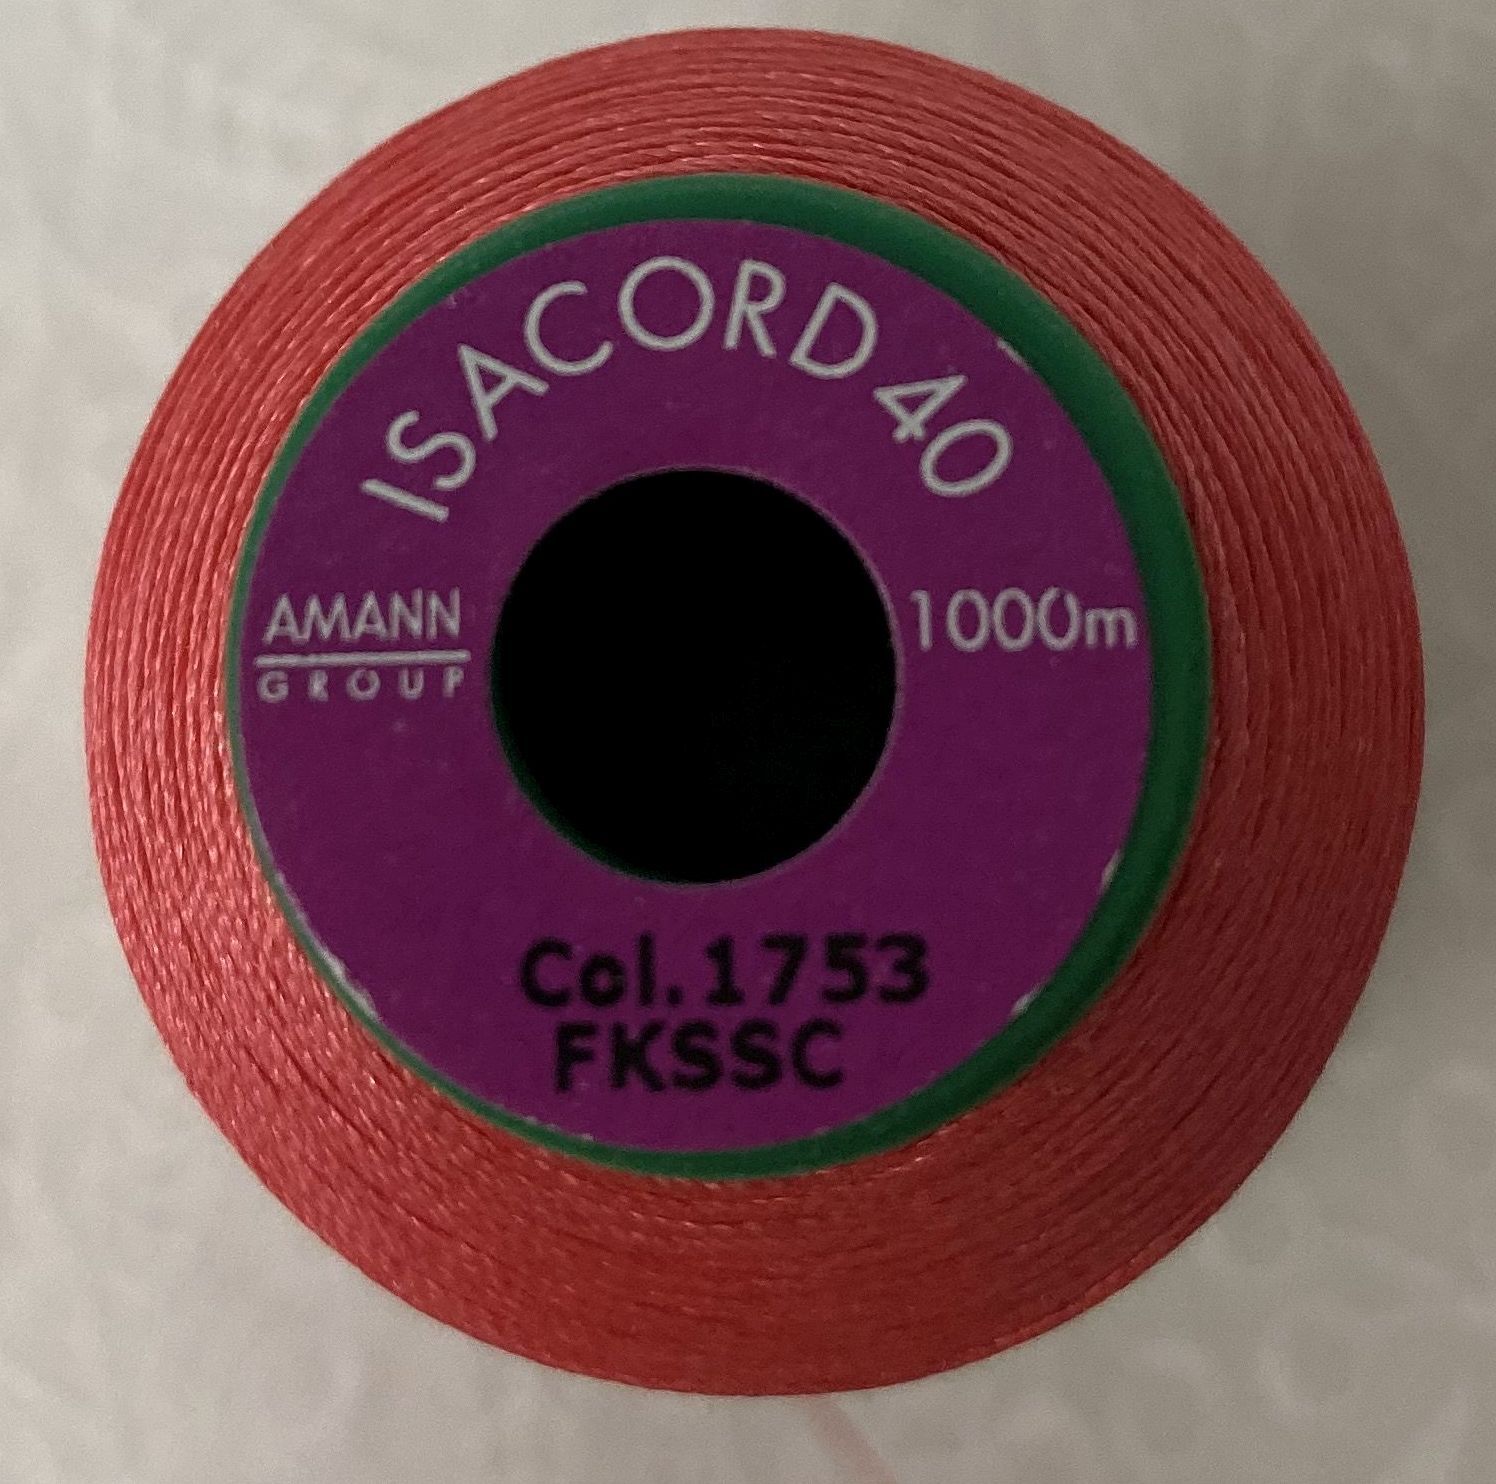 ISACORD 40
AMANN
GROUP
1000m
Col.1753
FKSSC